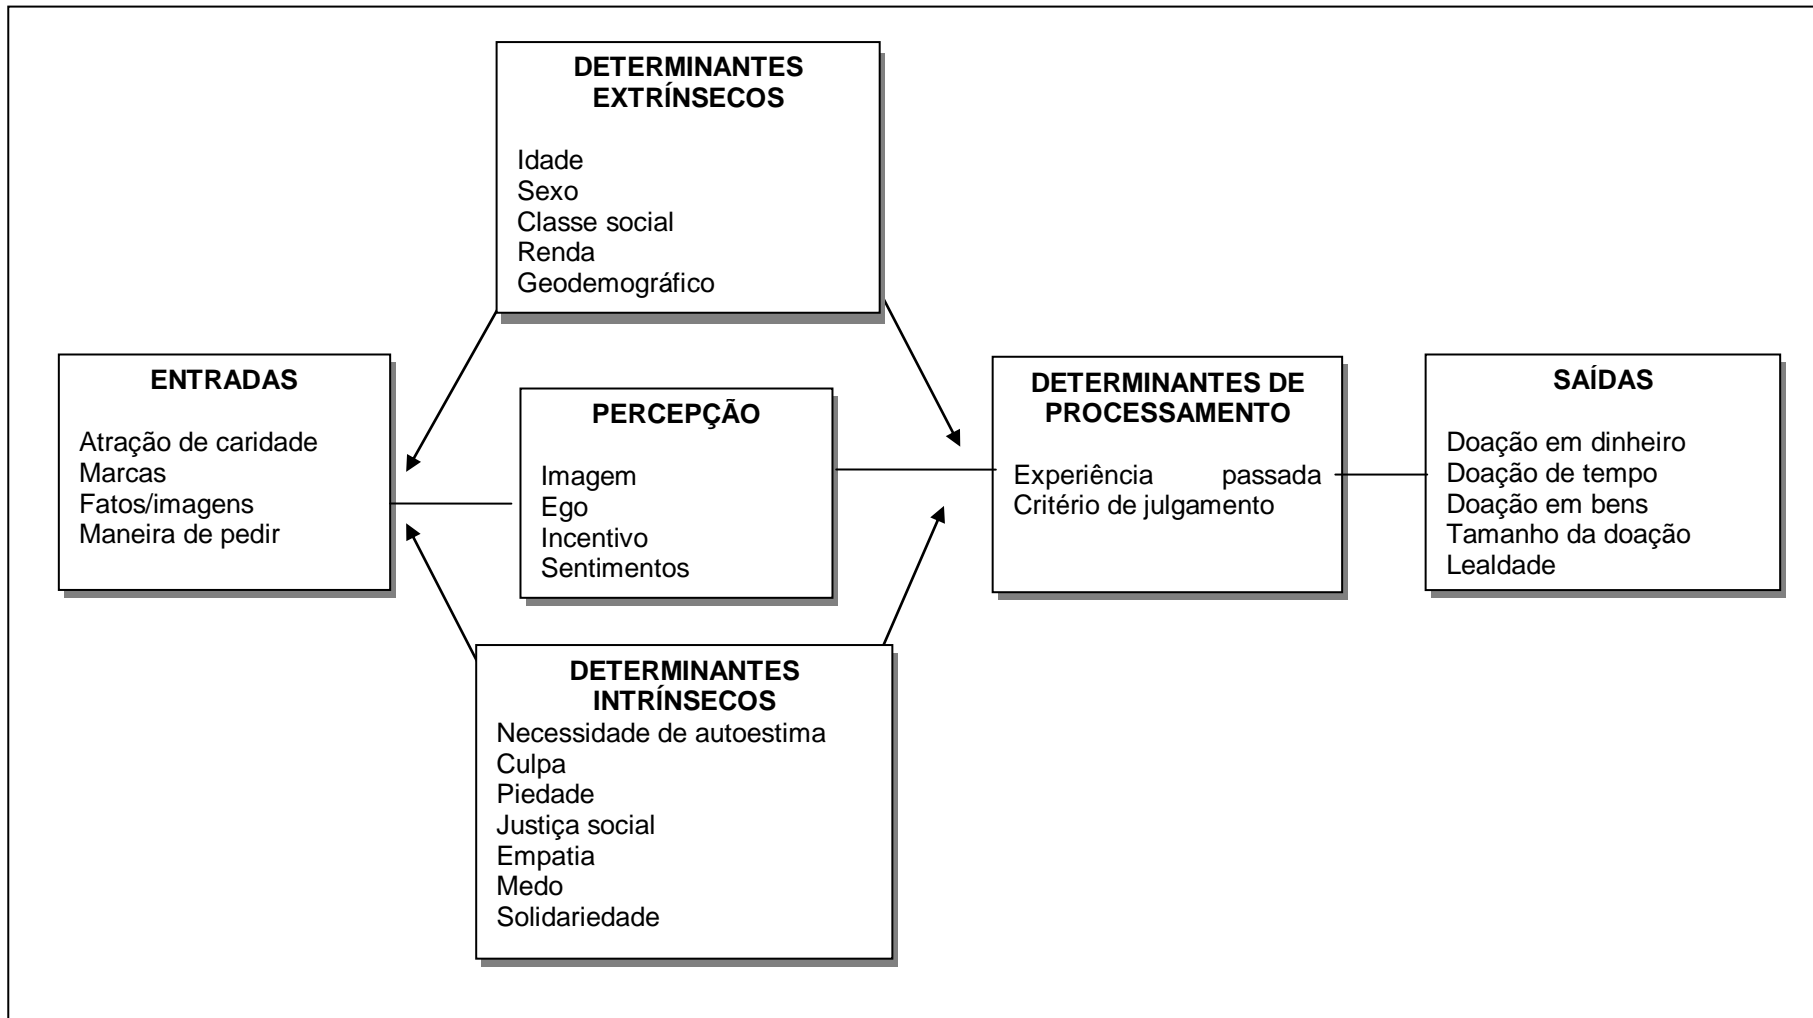 DETERMINANTES
EXTRÍNSECOS
Idade
Sexo
Classe social
Renda
Geodemográfico
ENTRADAS
Atração de caridade
Marcas
Fatos/imagens
Maneira de pedir
PERCEPÇÃO
Imagem
Ego
Incentivo
Sentimentos
DETERMINANTES DE
PROCESSAMENTO
Experiência passada
Critério de julgamento
SAÍDAS
Doação em dinheiro
Doação de tempo
Doação em bens
Tamanho da doação
Lealdade
DETERMINANTES
INTRÍNSECOS
Necessidade de autoestima
Culpa
Piedade
Justiça social
Empatia
Medo
Solidariedade